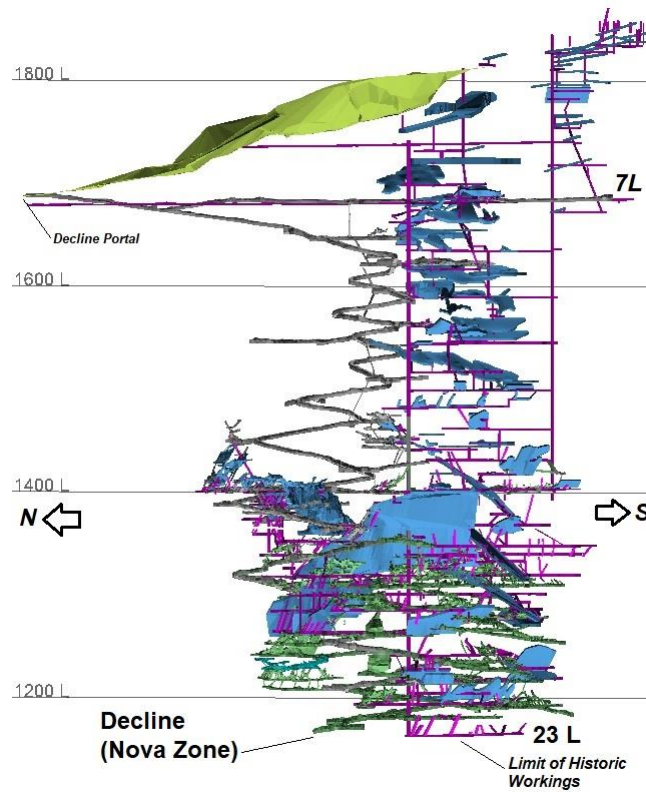 1800 L
7L
Decline Portal
1600 L
1400 L
N
S
1200 L
Decline
(Nova Zone)
23 L
Limit of Historic
Workings